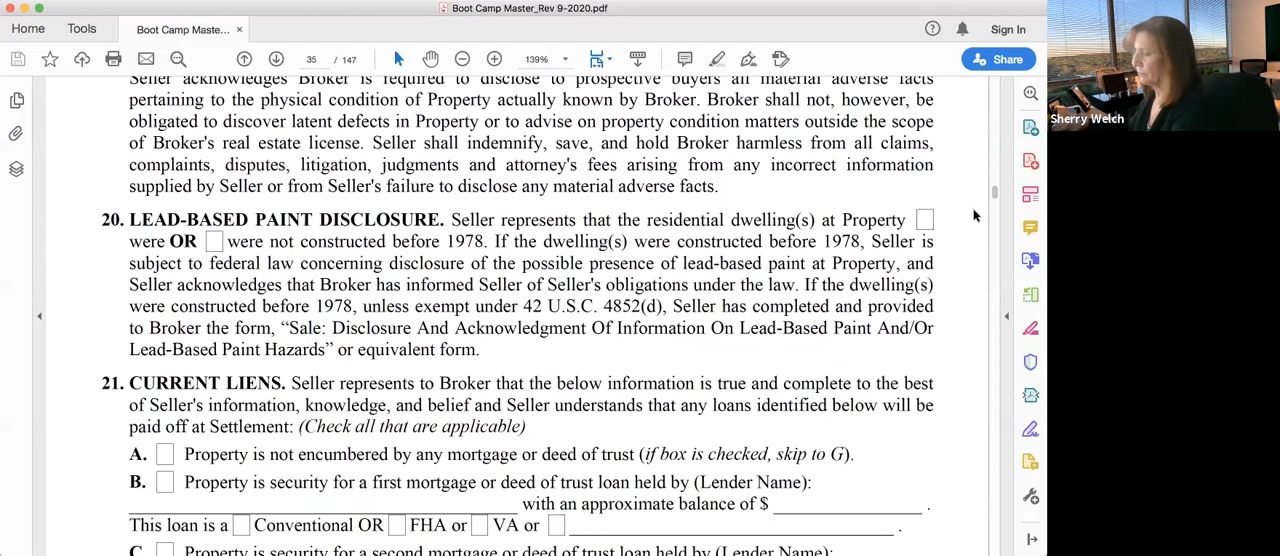 Boot Camp Master_Rev 9-2020.pdf
Home Tools Boot Camp Maste... × Sign In
35 / 147 139% Share
Seller acknowledges Broker is required to disclose to prospective buyers all material adverse facts
pertaining to the physical condition of Property actually known by Broker. Broker shall not, however, be
obligated to discover latent defects in Property or to advise on property condition matters outside the scope
of Broker's real estate license. Seller shall indemnify, save, and hold Broker harmless from all claims,
complaints, disputes, litigation, judgments and attorney's fees arising from any incorrect information
supplied by Seller or from Seller's failure to disclose any material adverse facts.
20. LEAD-BASED PAINT DISCLOSURE. Seller represents that the residential dwelling(s) at Property
were OR were not constructed before 1978. If the dwelling(s) were constructed before 1978, Seller is
subject to federal law concerning disclosure of the possible presence of lead-based paint at Property, and
Seller acknowledges that Broker has informed Seller of Seller's obligations under the law. If the dwelling(s)
were constructed before 1978, unless exempt under 42 U.S.C. 4852(d), Seller has completed and provided
to Broker the form, “Sale: Disclosure And Acknowledgment Of Information On Lead-Based Paint And/Or
Lead-Based Paint Hazards” or equivalent form.
21. CURRENT LIENS. Seller represents to Broker that the below information is true and complete to the best
of Seller's information, knowledge, and belief and Seller understands that any loans identified below will be
paid off at Settlement: (Check all that are applicable)
A. Property is not encumbered by any mortgage or deed of trust (if box is checked, skip to G).
B. Property is security for a first mortgage or deed of trust loan held by (Lender Name):
with an approximate balance of $ .
This loan is a Conventional OR FHA or VA or .
C. Property is security for a second mortgage or deed of trust loan held by (Lender Name):
Sherry Welch